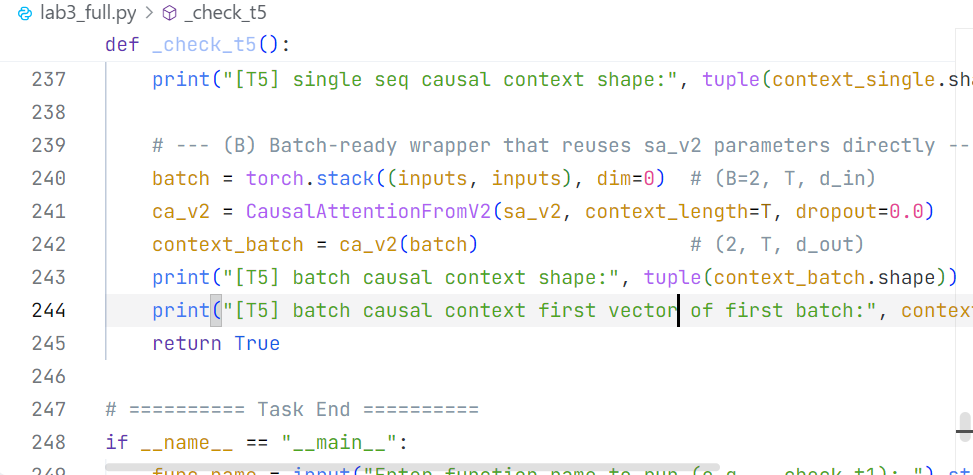 lab3_full.py > _check_t5
def _check_t5():
237 print("[T5] single seq causal context shape:", tuple(context_single.sha
238
239 # --- (B) Batch-ready wrapper that reuses sa_v2 parameters directly --
240 batch = torch.stack((inputs, inputs), dim=0)  # (B=2, T, d_in)
241 ca_v2 = CausalAttentionFromV2(sa_v2, context_length=T, dropout=0.0)
242 context_batch = ca_v2(batch)                  # (2, T, d_out)
243 print("[T5] batch causal context shape:", tuple(context_batch.shape))
244 print("[T5] batch causal context first vector of first batch:", contex
245 return True
246
247 # ========== Task End ==========
248 if __name__ == "__main__":